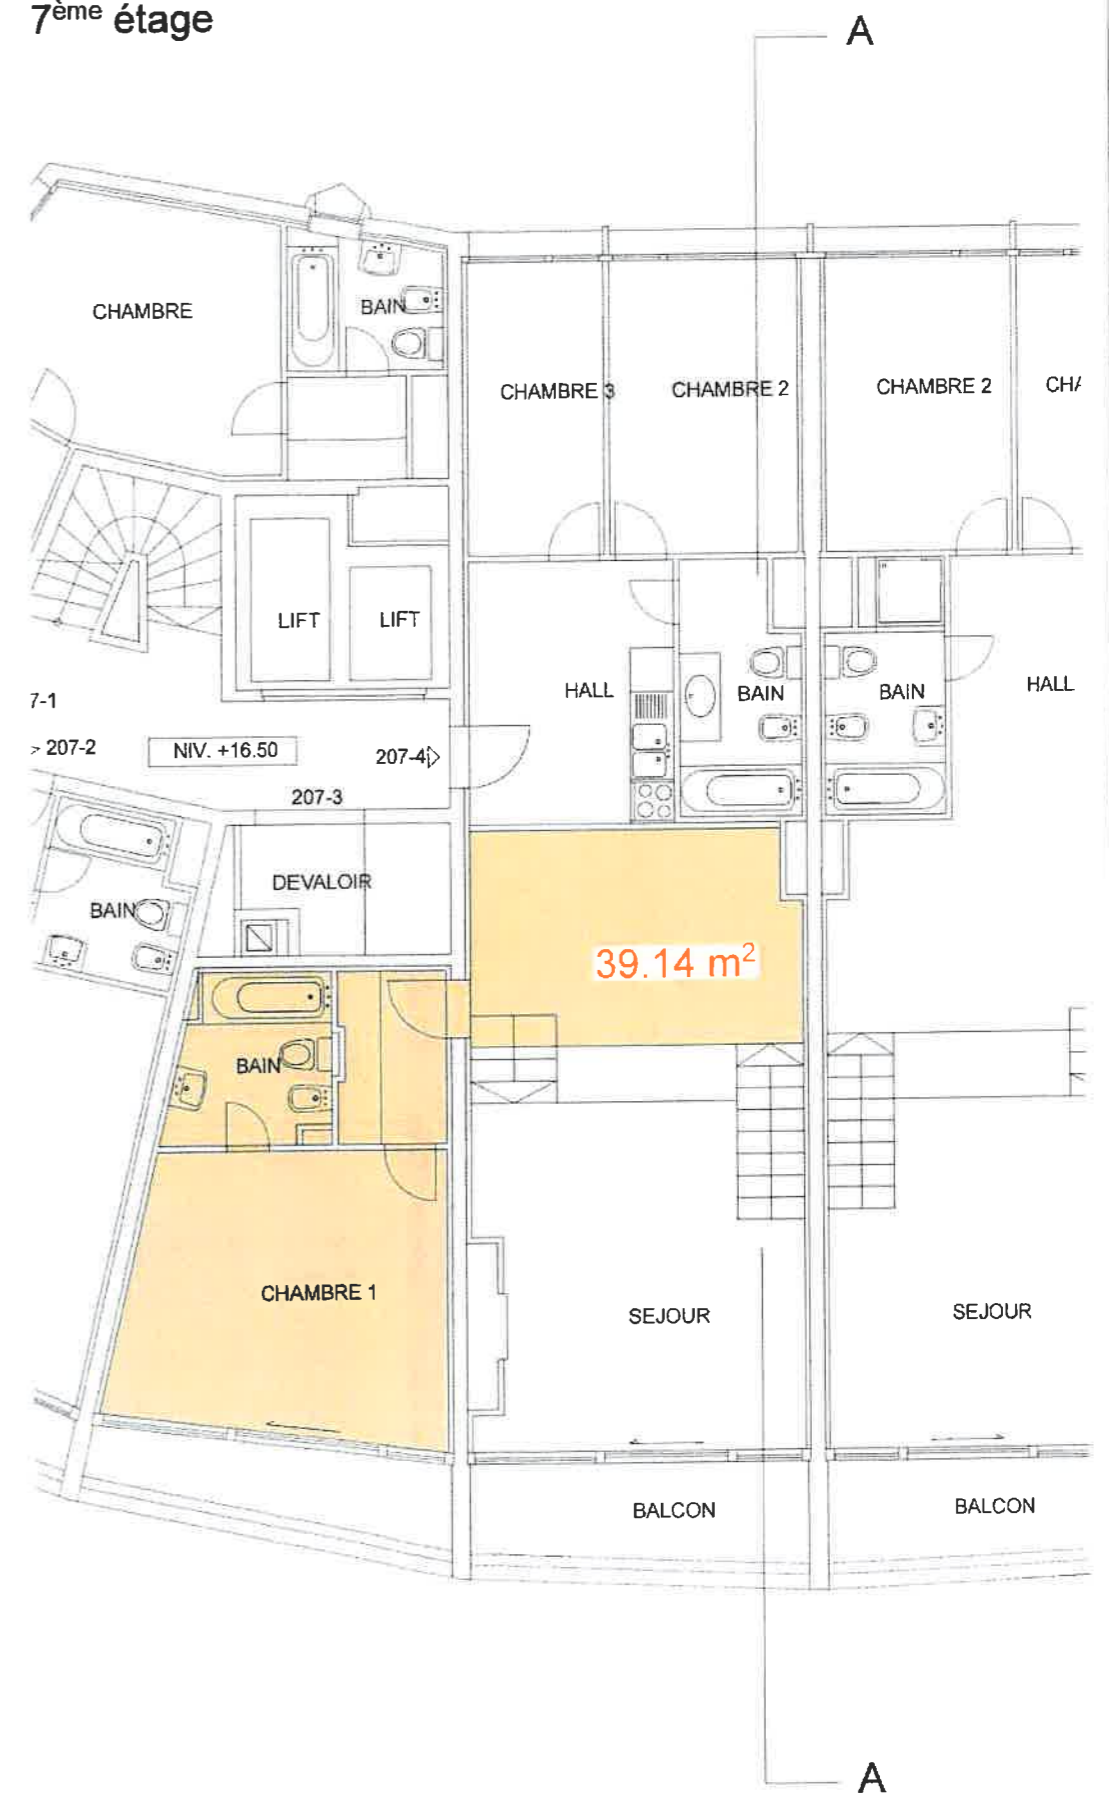 7ème étage
A
CHAMBRE
BAIN
CHAMBRE 3
CHAMBRE 2
CHAMBRE 2
CHA
LIFT
LIFT
HALL
BAIN
BAIN
HALL
7-1
> 207-2
NIV. +16.50
207-4
207-3
DEVALOIR
BAIN
39.14 m²
BAIN
CHAMBRE 1
SEJOUR
SEJOUR
BALCON
BALCON
A